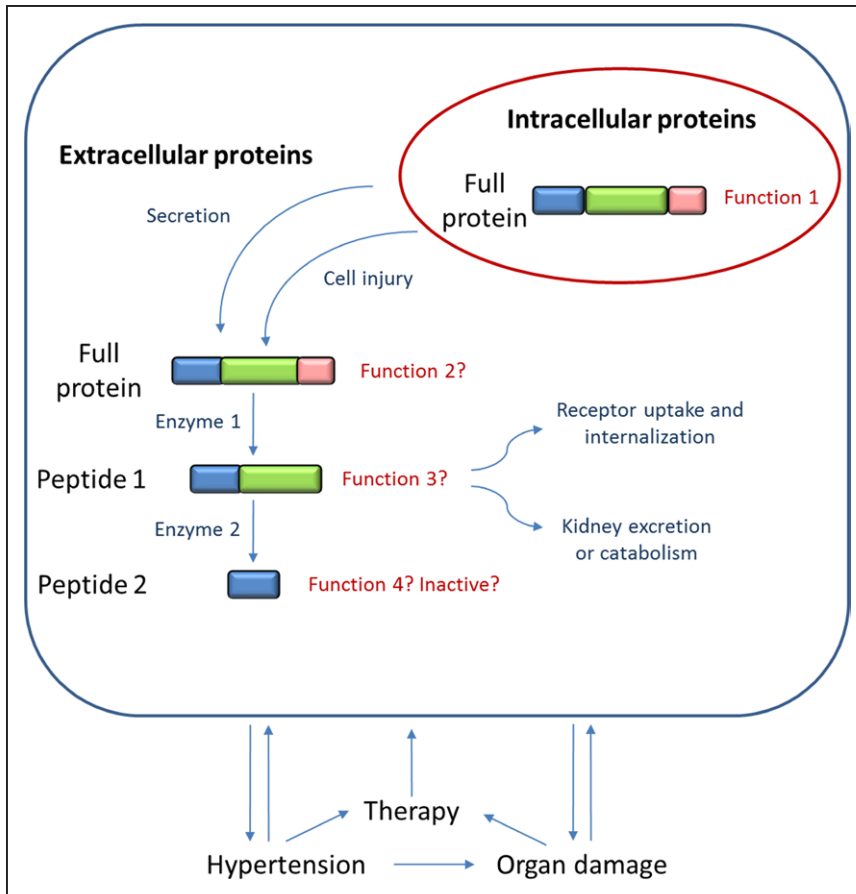 Intracellular proteins
Extracellular proteins
Full
protein
Function 1
Secretion
Cell injury
Full
protein
Function 2?
Enzyme 1
Receptor uptake and
internalization
Peptide 1
Function 3?
Enzyme 2
Kidney excretion
or catabolism
Peptide 2
Function 4? Inactive?
Therapy
Hypertension
Organ damage